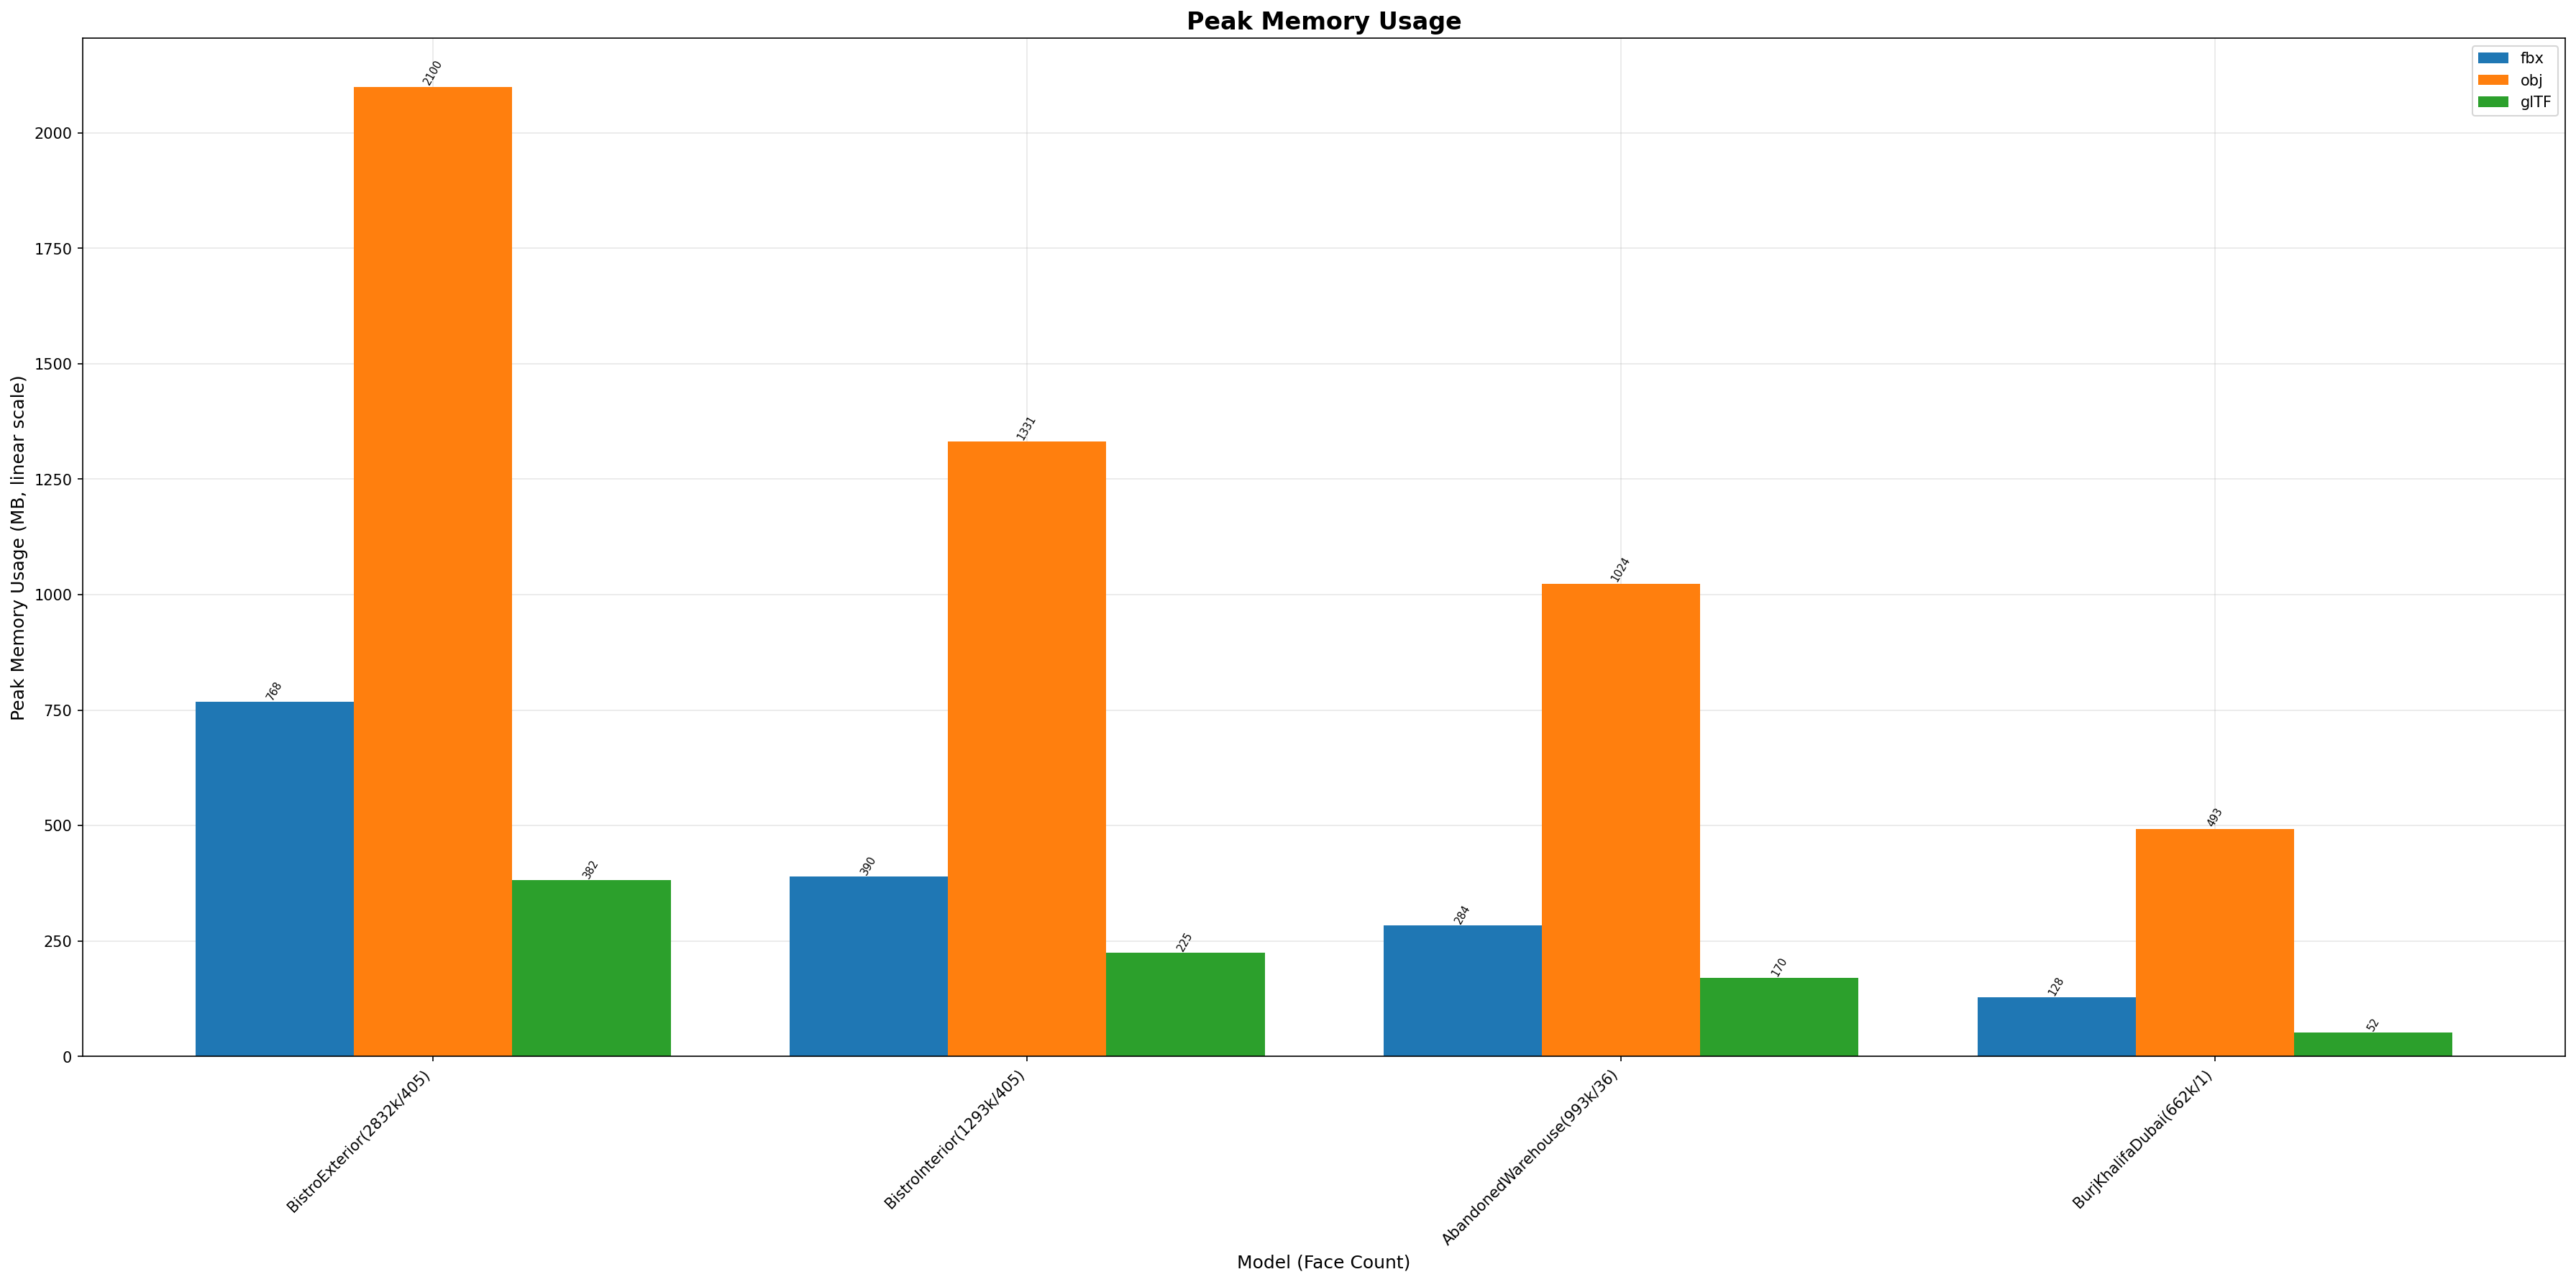 Peak Memory Usage
fbx
obj
glTF
Peak Memory Usage (MB, linear scale)
2000
1750
1500
1250
1000
750
500
250
0
768
2100
382
390
1331
225
284
1024
170
128
493
52
BistroExterior(2832k/405)
BistroInterior(1293k/405)
AbandonedWarehouse(993k/36)
BurjKhalifaDubai(662k/1)
Model (Face Count)